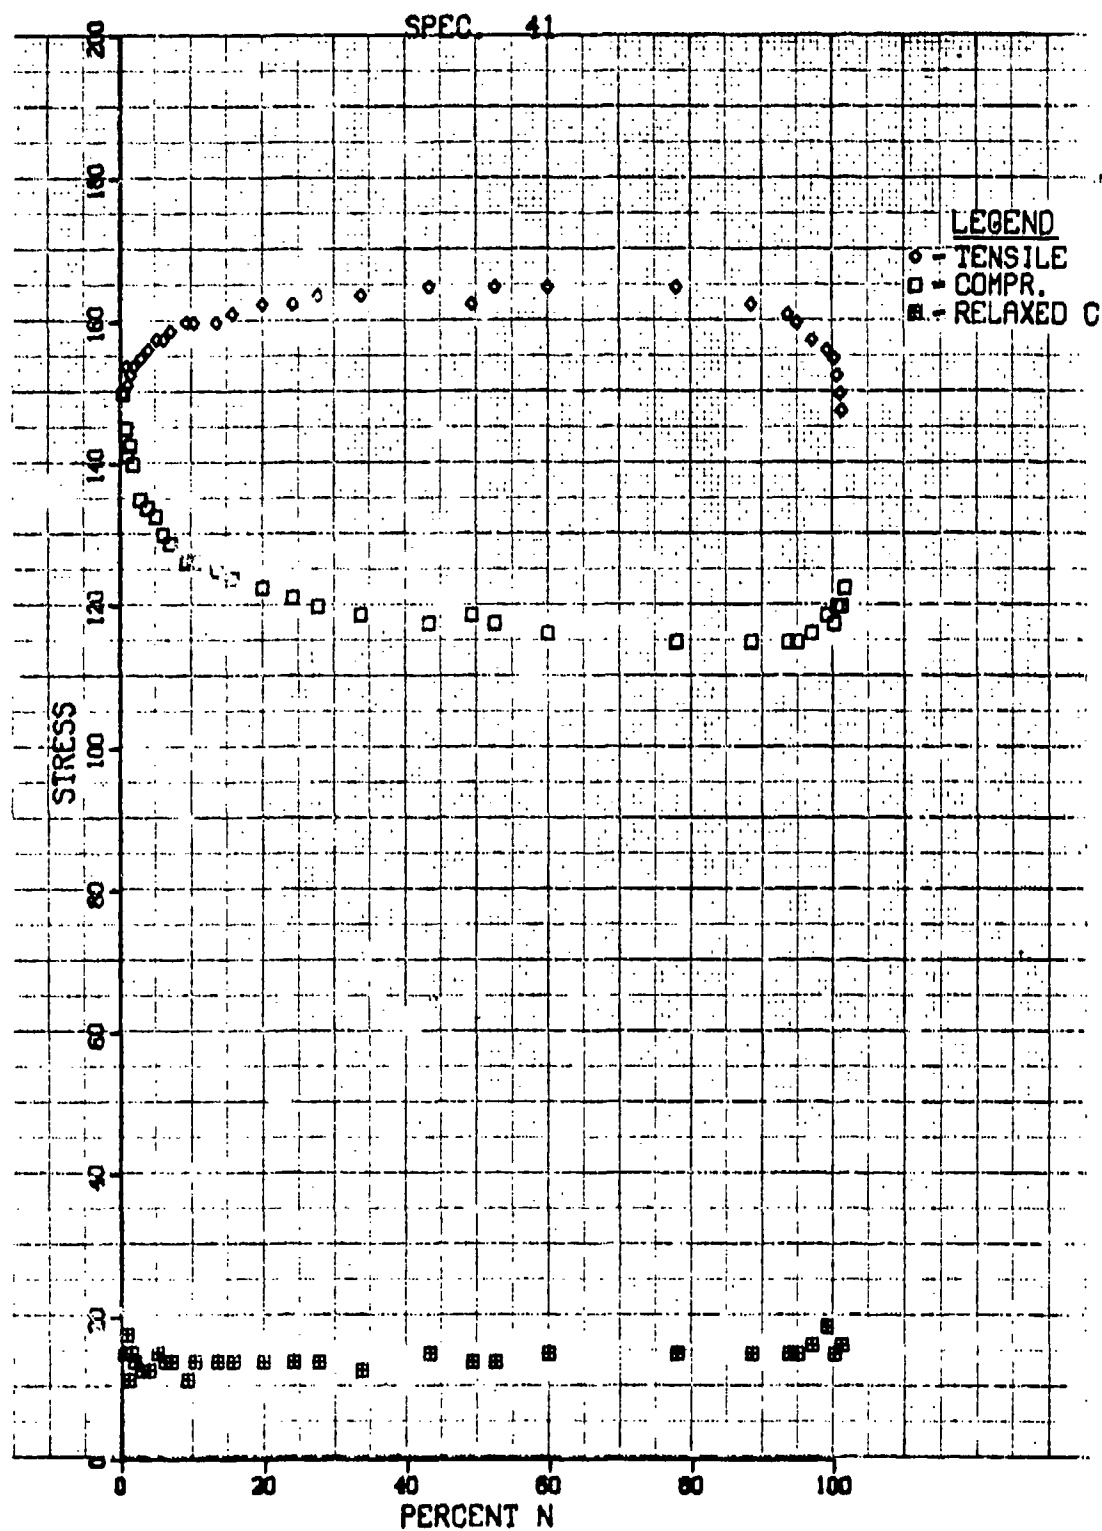 SPEC. 41
200
180
160
140
120
100
80
60
40
20
0
STRESS
LEGEND
◇ - TENSILE
□ - COMPR.
⊞ - RELAXED C
0 20 40 60 80 100
PERCENT N